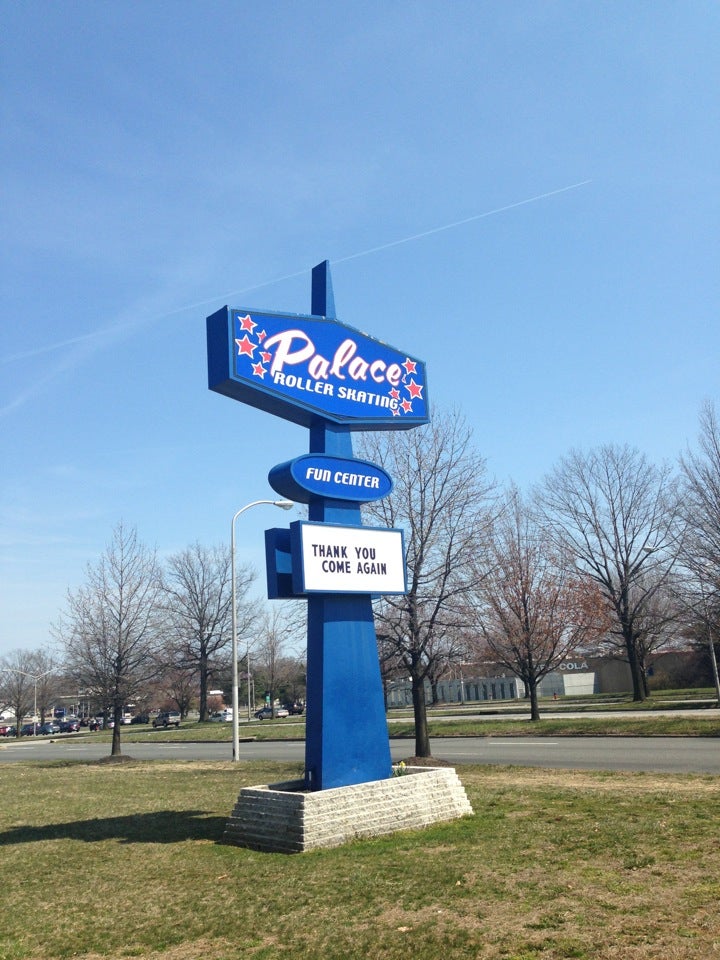 Palace
ROLLER SKATING
FUN CENTER
THANK YOU
COME AGAIN
COLA